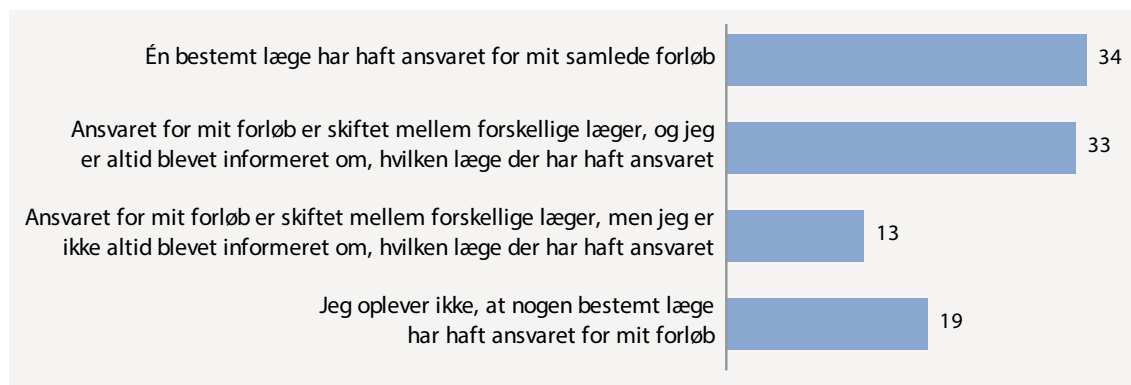 Én bestemt læge har haft ansvaret for mit samlede forløb
34
Ansvaret for mit forløb er skiftet mellem forskellige læger, og jeg
er altid blevet informeret om, hvilken læge der har haft ansvaret
33
Ansvaret for mit forløb er skiftet mellem forskellige læger, men jeg er
ikke altid blevet informeret om, hvilken læge der har haft ansvaret
13
Jeg oplever ikke, at nogen bestemt læge
har haft ansvaret for mit forløb
19